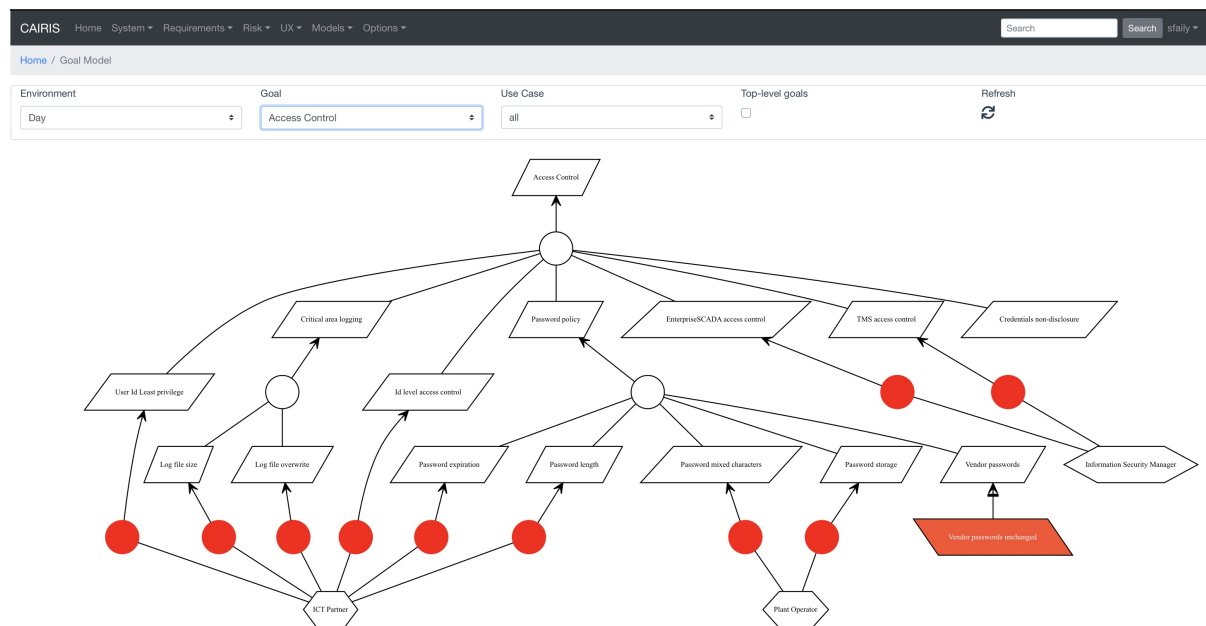 CAIRIS Home System Requirements Risk UX Models Options Search Search sfaily
Home / Goal Model
Environment Goal Use Case Top-level goals Refresh
Day Access Control all
Access Control
Critical area logging Password policy EnterpriseSCADA access control TMS access control Credentials non-disclosure
User Id Least privilege Id level access control
Log file size Log file overwrite Password expiration Password length Password mixed characters Password storage Vendor passwords Information Security Manager
Vendor passwords unchanged
ICT Partner Plant Operator